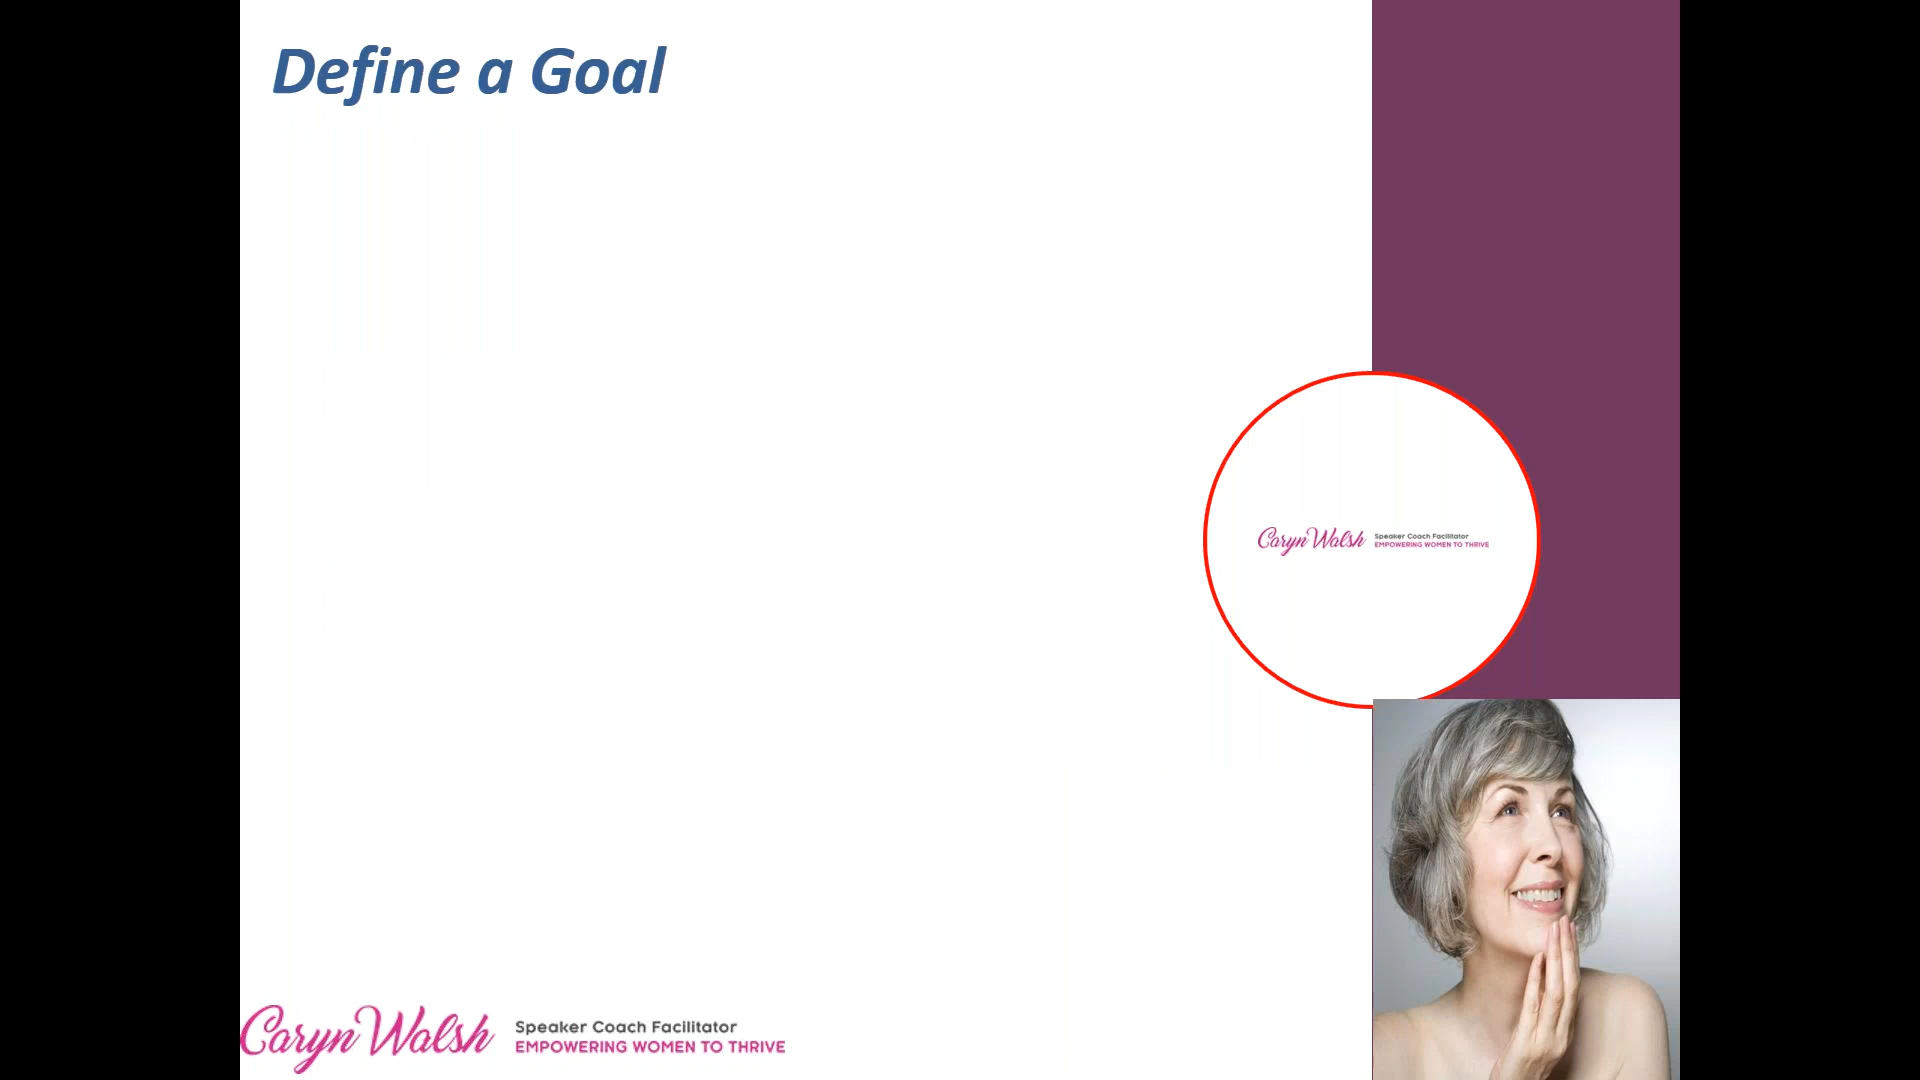 Define a Goal
Caryn Walsh
Speaker Coach Facilitator
EMPOWERING WOMEN TO THRIVE
Caryn Walsh
Speaker Coach Facilitator
EMPOWERING WOMEN TO THRIVE